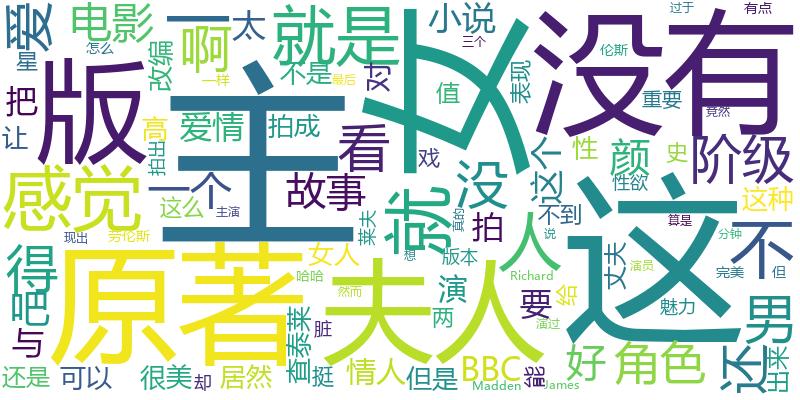 爱
电影
一
啊
太
就是
小说
过于
有点
星
怎么
三个
没有
版
改编
一样
不是
对
表现
伦斯
主
女
把
高
最后
值
重要
竟然
让
爱情
拍成
看
戏
这个
性
颜
史
阶级
感觉
拍出
一个
故事
没
性欲
这种
这么
主演
就
莱夫
真的
拍
人
不到
这
算是
不
得
现出
劳伦斯
女人
想
版本
说
丈夫
演员
分钟
原著
夫人
吧
哈哈
Richard
给
完美
但
男
与
查泰莱
脏
然而
演
两
要
演过
魅力
还
出来
还是
可以
很美
却
居然
挺
情人
但是
BBC
Madden
能
James
好
角色